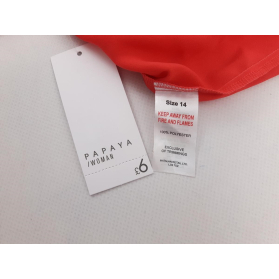 PAPAYA
/WOMAN
£6
Size 14
KEEP AWAY FROM
FIRE AND FLAMES
100% POLYESTER
EXCLUSIVE
OF TRIMMINGS